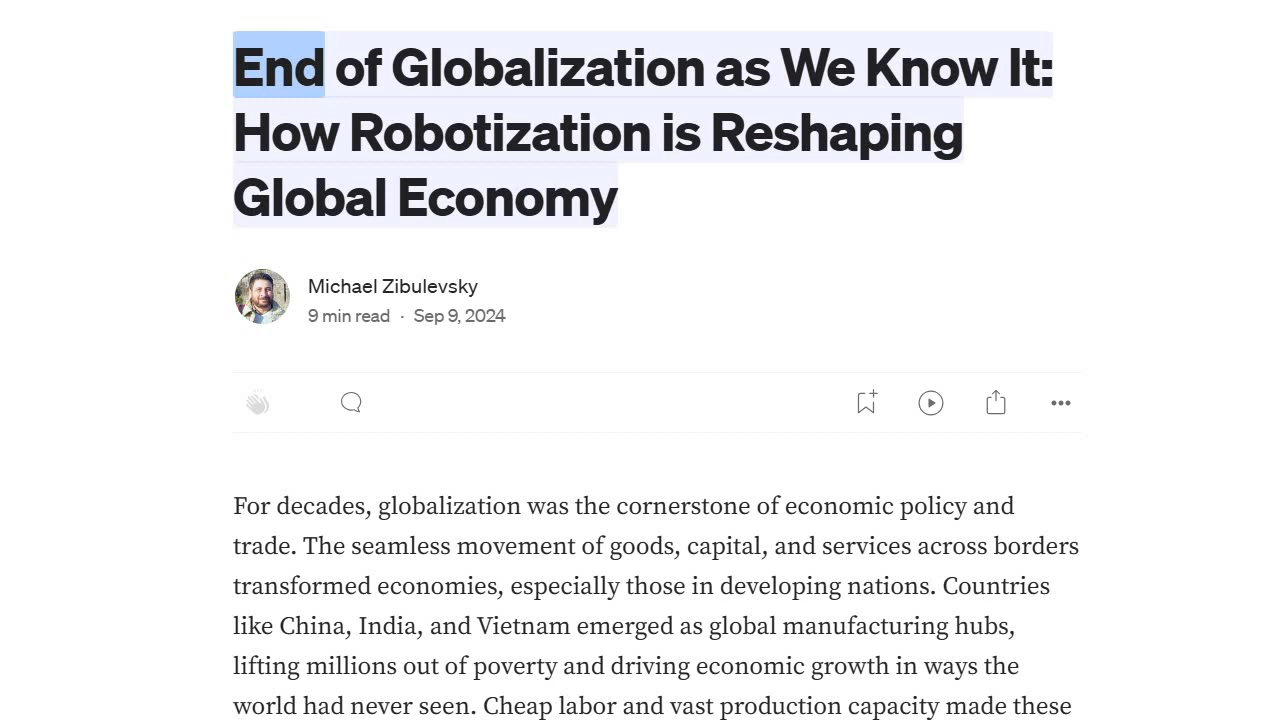 End of Globalization as We Know It:
How Robotization is Reshaping
Global Economy
Michael Zibulevsky
9 min read · Sep 9, 2024
For decades, globalization was the cornerstone of economic policy and
trade. The seamless movement of goods, capital, and services across borders
transformed economies, especially those in developing nations. Countries
like China, India, and Vietnam emerged as global manufacturing hubs,
lifting millions out of poverty and driving economic growth in ways the
world had never seen. Cheap labor and vast production capacity made these